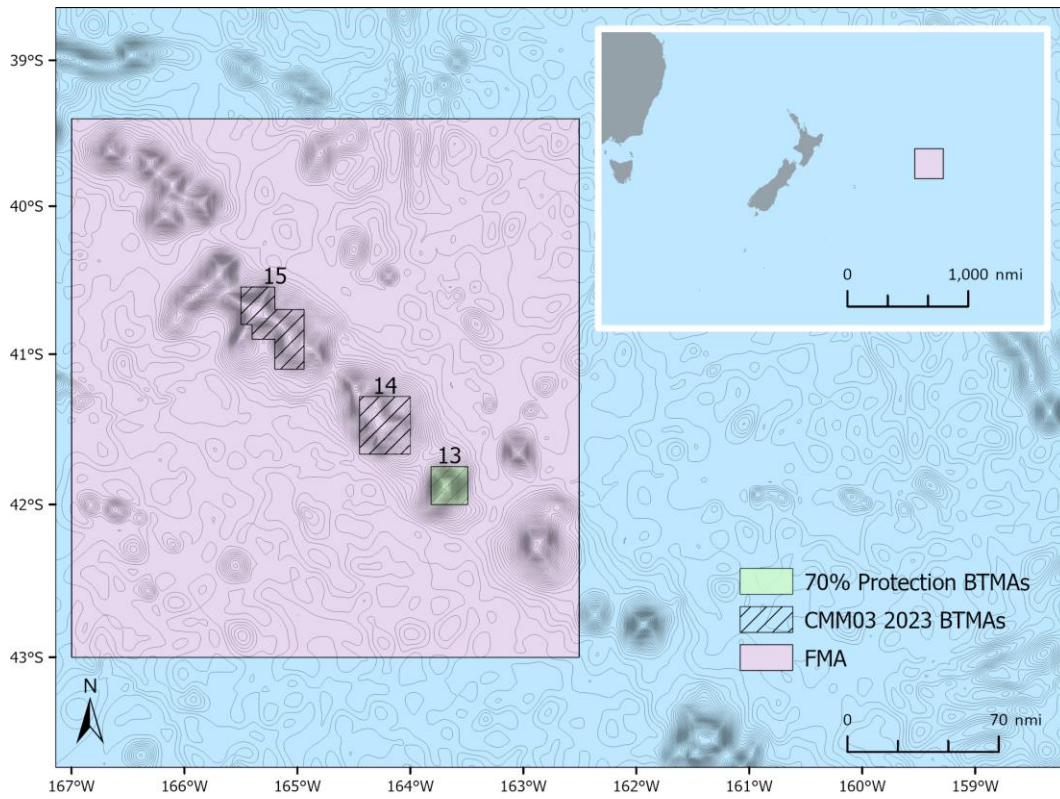 39°S
40°S
41°S
42°S
43°S
0 1,000 nmi
15
14
13
70% Protection BTMAs
CMM03 2023 BTMAs
FMA
N
0 70 nmi
167°W 166°W 165°W 164°W 163°W 162°W 161°W 160°W 159°W